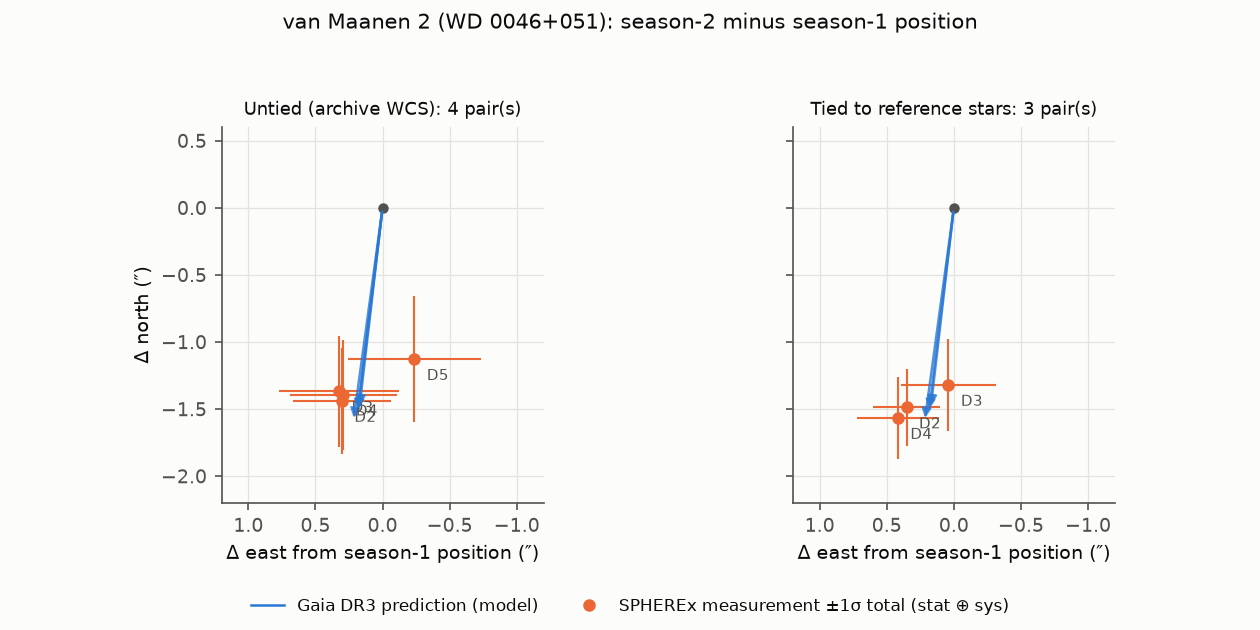 van Maanen 2 (WD 0046+051): season-2 minus season-1 position
Untied (archive WCS): 4 pair(s)
0.5
0.0
−0.5
−1.0
−1.5
−2.0
Δ north (″)
D5
D3
D4
D2
1.0 0.5 0.0 −0.5 −1.0
Δ east from season-1 position (″)
Tied to reference stars: 3 pair(s)
D3
D2
D4
1.0 0.5 0.0 −0.5 −1.0
Δ east from season-1 position (″)
Gaia DR3 prediction (model)
SPHEREx measurement ±1σ total (stat ⊕ sys)